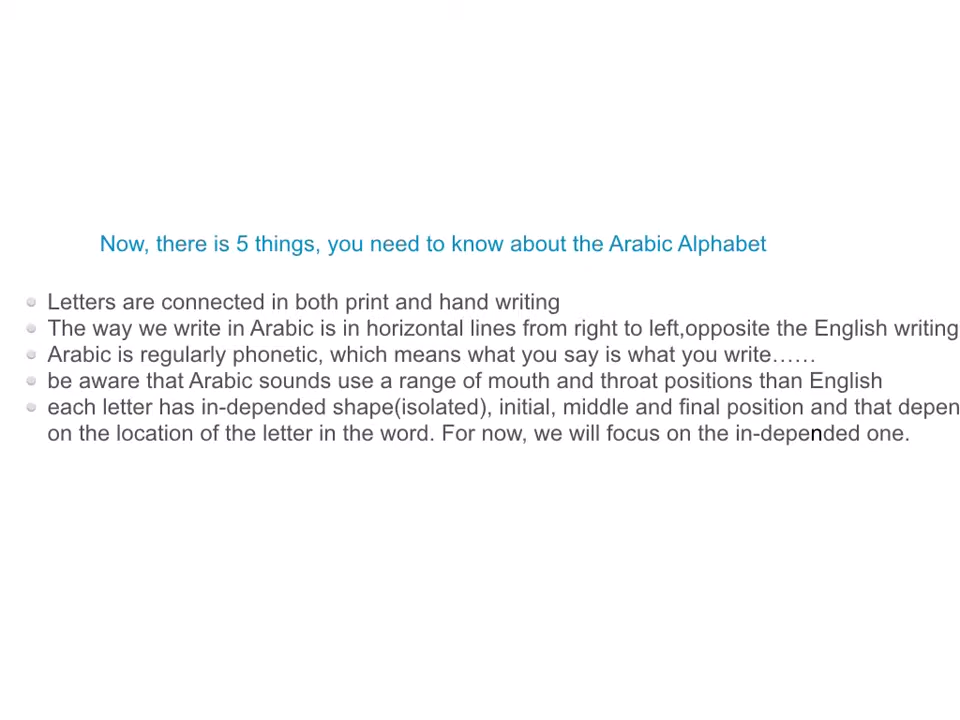 Now, there is 5 things, you need to know about the Arabic Alphabet
Letters are connected in both print and hand writing
The way we write in Arabic is in horizontal lines from right to left,opposite the English writing
Arabic is regularly phonetic, which means what you say is what you write……
be aware that Arabic sounds use a range of mouth and throat positions than English
each letter has in-depended shape(isolated), initial, middle and final position and that depen
on the location of the letter in the word. For now, we will focus on the in-depended one.